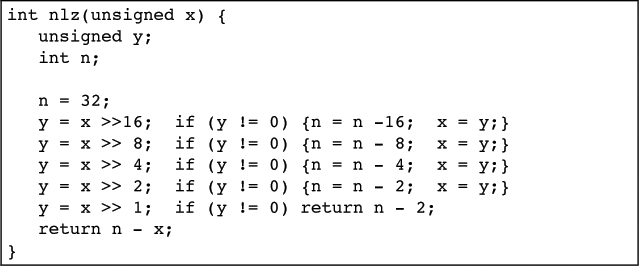 int nlz(unsigned x) {
   unsigned y;
   int n;

   n = 32;
   y = x >>16;  if (y != 0) {n = n -16;  x = y;}
   y = x >> 8;  if (y != 0) {n = n - 8;  x = y;}
   y = x >> 4;  if (y != 0) {n = n - 4;  x = y;}
   y = x >> 2;  if (y != 0) {n = n - 2;  x = y;}
   y = x >> 1;  if (y != 0) return n - 2;
   return n - x;
}